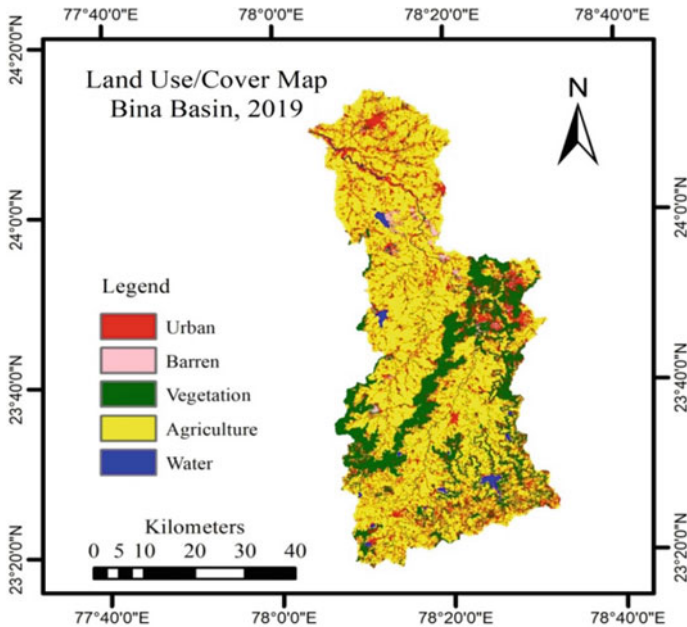 77°40'0"E 78°0'0"E 78°20'0"E 78°40'0"E
24°20'0"N
Land Use/Cover Map
Bina Basin, 2019
N
24°0'0"N 24°0'0"N
Legend
Urban
Barren
Vegetation
Agriculture
Water
23°40'0"N 23°40'0"N
Kilometers
0 5 10 20 30 40
23°20'0"N 23°20'0"N
77°40'0"E 78°0'0"E 78°20'0"E 78°40'0"E